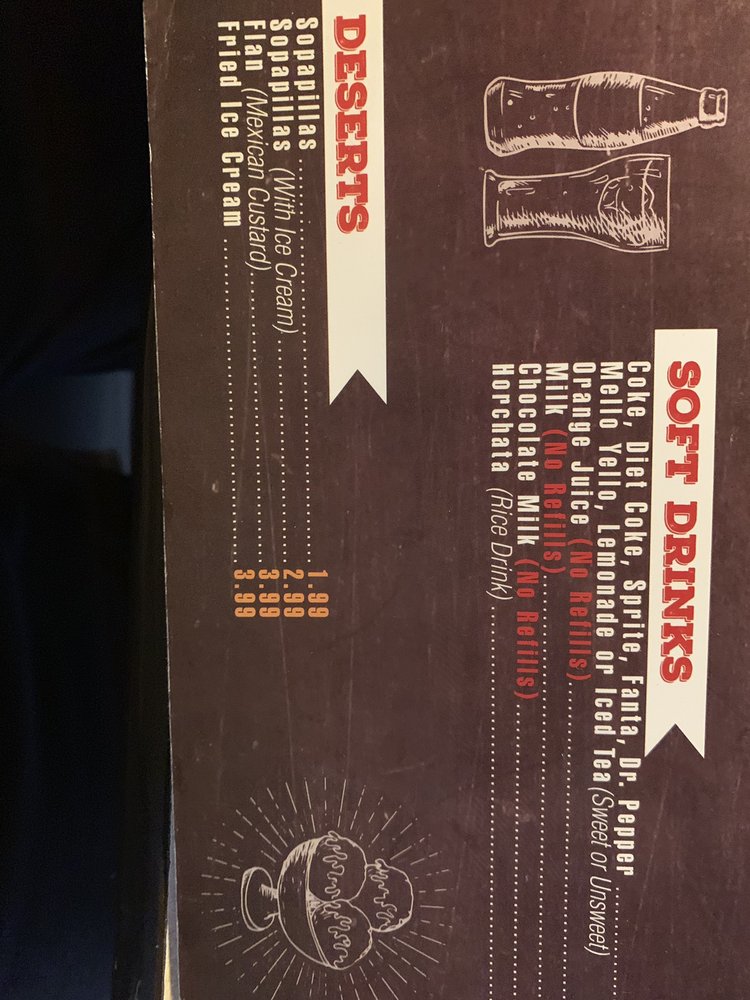 SOFT DRINKS
Coke, Diet Coke, Sprite, Fanta, Dr. Pepper
Mello Yello, Lemonade or Iced Tea (Sweet or Unsweet)
Orange Juice (No Refills)
Milk (No Refills)
Chocolate Milk (No Refills)
Horchata (Rice Drink)
DESERTS
Sopapillas 1.99
Sopapillas (With Ice Cream) 2.99
Flan (Mexican Custard) 3.99
Fried Ice Cream 3.99